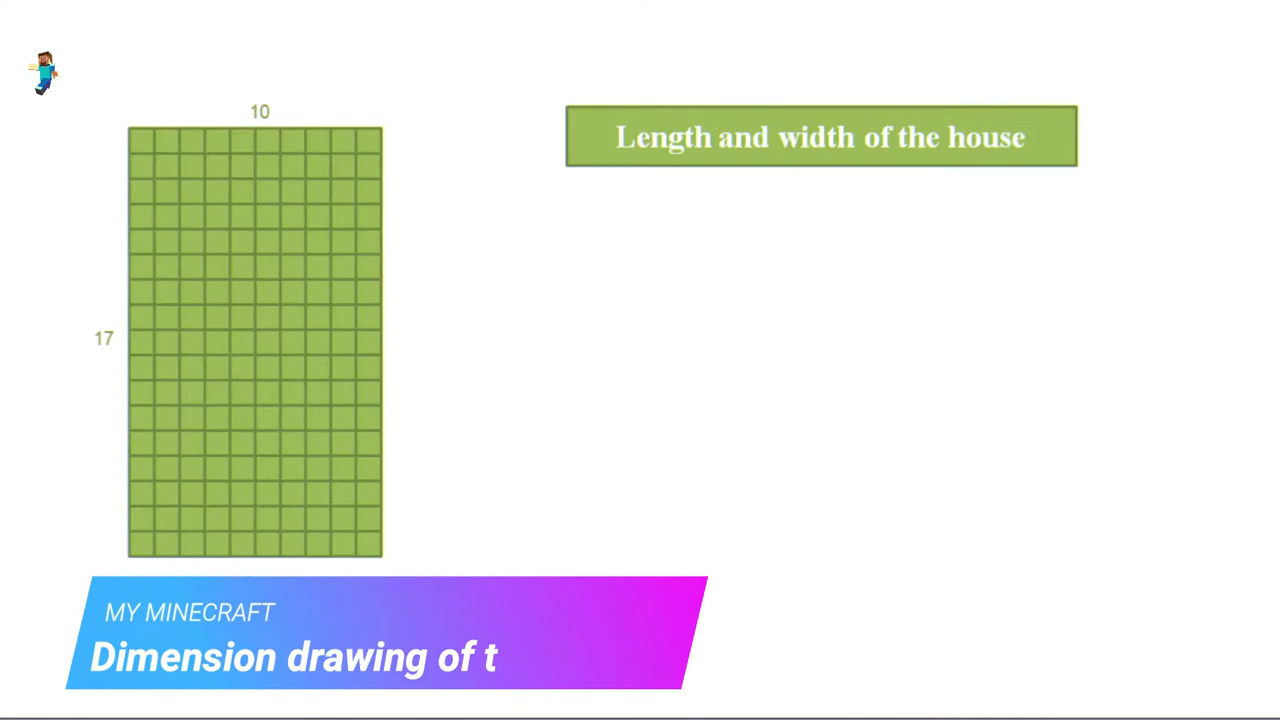 10
Length and width of the house
17
MY MINECRAFT
Dimension drawing of t